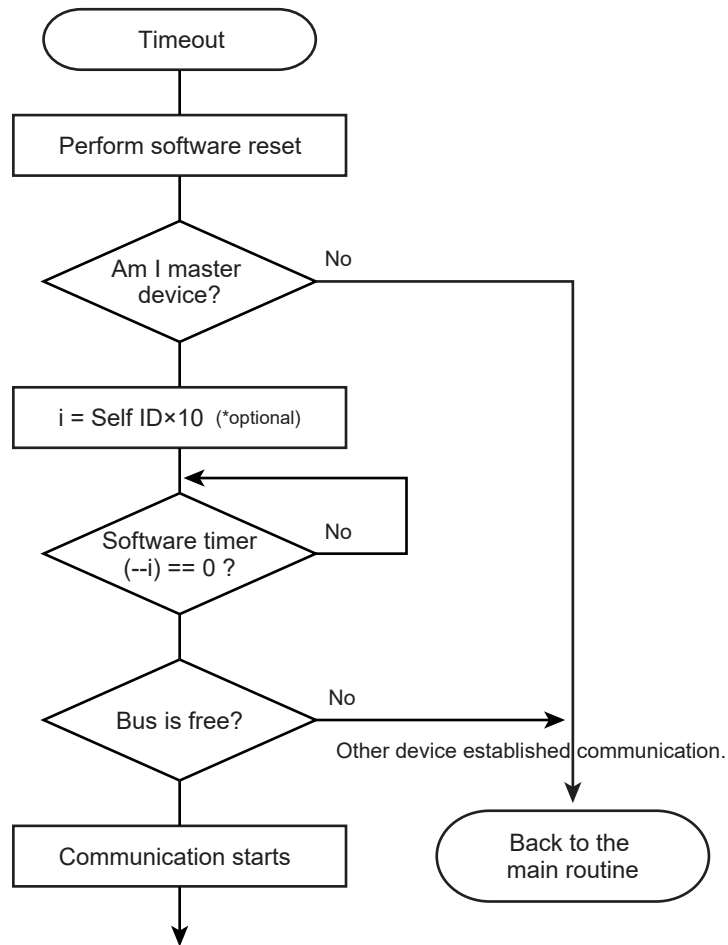 Timeout
Perform software reset
Am I master
device?
No
i = Self ID×10 (*optional)
Software timer
(--i) == 0 ?
No
Bus is free?
No
Other device established communication.
Communication starts
Back to the
main routine